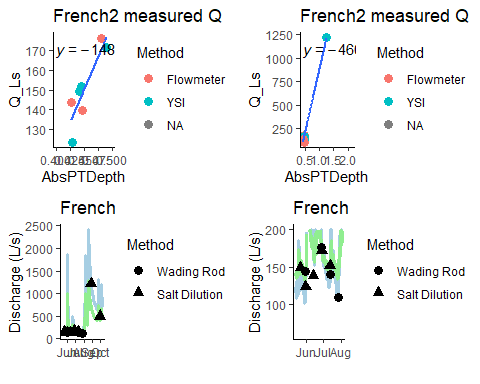 French2 measured Q
French2 measured Q
170
160
150
140
130
Q_Ls
y = −148
AbsPTDepth
Method
Flowmeter
YSI
NA
1250
1000
750
500
250
Q_Ls
y = −460
0.5 1.0 1.5 2.0
AbsPTDepth
Method
Flowmeter
YSI
NA
French
2500
2000
1500
1000
500
0
Discharge (L/s)
Method
Wading Rod
Salt Dilution
French
200
150
100
Discharge (L/s)
Jun Jul Aug
Method
Wading Rod
Salt Dilution